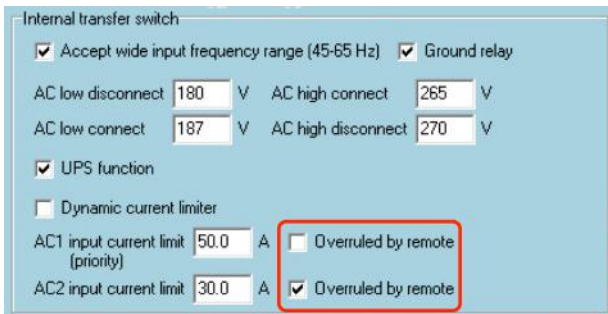 Internal transfer switch
Accept wide input frequency range (45-65 Hz) Ground relay
AC low disconnect 180 V AC high connect 265 V
AC low connect 187 V AC high disconnect 270 V
UPS function
Dynamic current limiter
AC1 input current limit 50.0 A Overruled by remote
(priority)
AC2 input current limit 30.0 A Overruled by remote